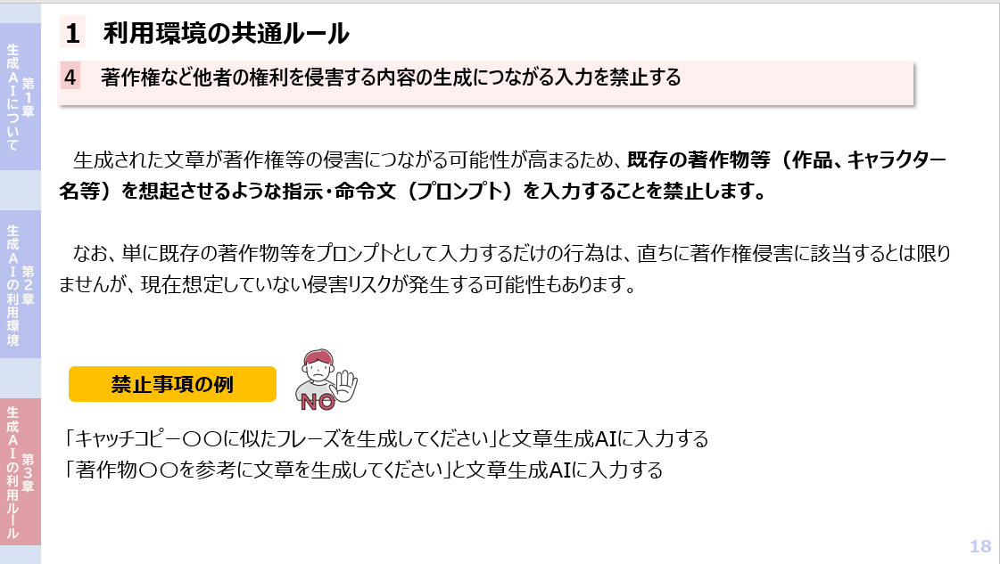 1 利用環境の共通ルール
4 著作権など他者の権利を侵害する内容の生成につながる入力を禁止する
生成された文章が著作権等の侵害につながる可能性が高まるため、既存の著作物等（作品、キャラクター
名等）を想起させるような指示・命令文（プロンプト）を入力することを禁止します。
なお、単に既存の著作物等をプロンプトとして入力するだけの行為は、直ちに著作権侵害に該当するとは限り
ませんが、現在想定していない侵害リスクが発生する可能性もあります。
禁止事項の例
NO
「キャッチコピー〇〇に似たフレーズを生成してください」と文章生成AIに入力する
「著作物〇〇を参考に文章を生成してください」と文章生成AIに入力する
第1章
生成AIについて
第2章
生成AIの利用環境
第3章
生成AIの利用ルール
18